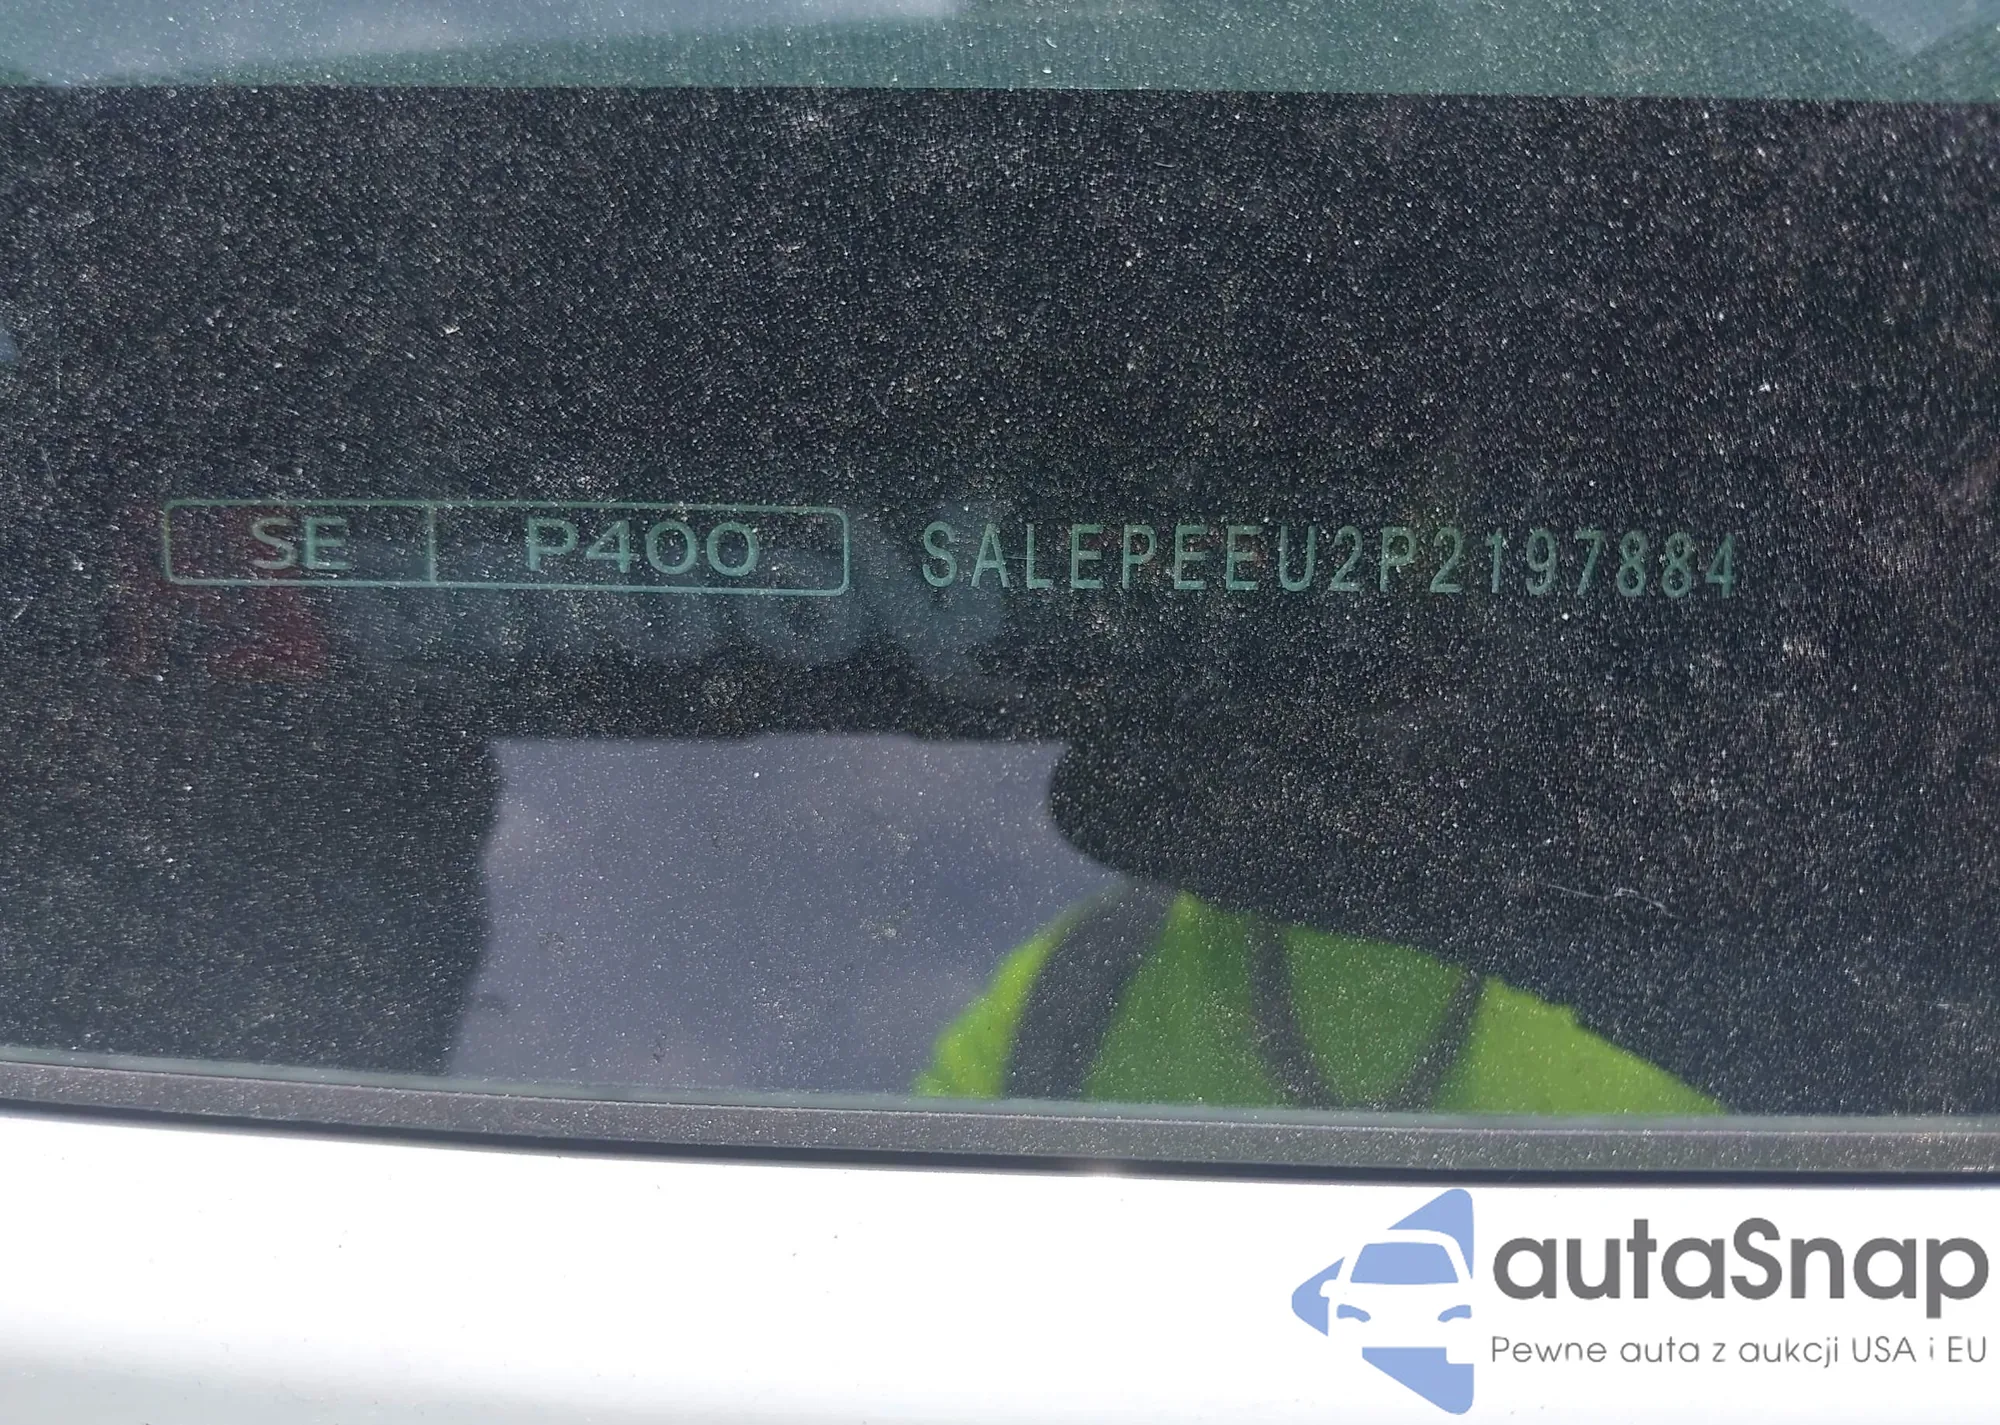 SE P400 SALEPEEU2P2197884
autaSnap
Pewne auta z aukcji USA i EU